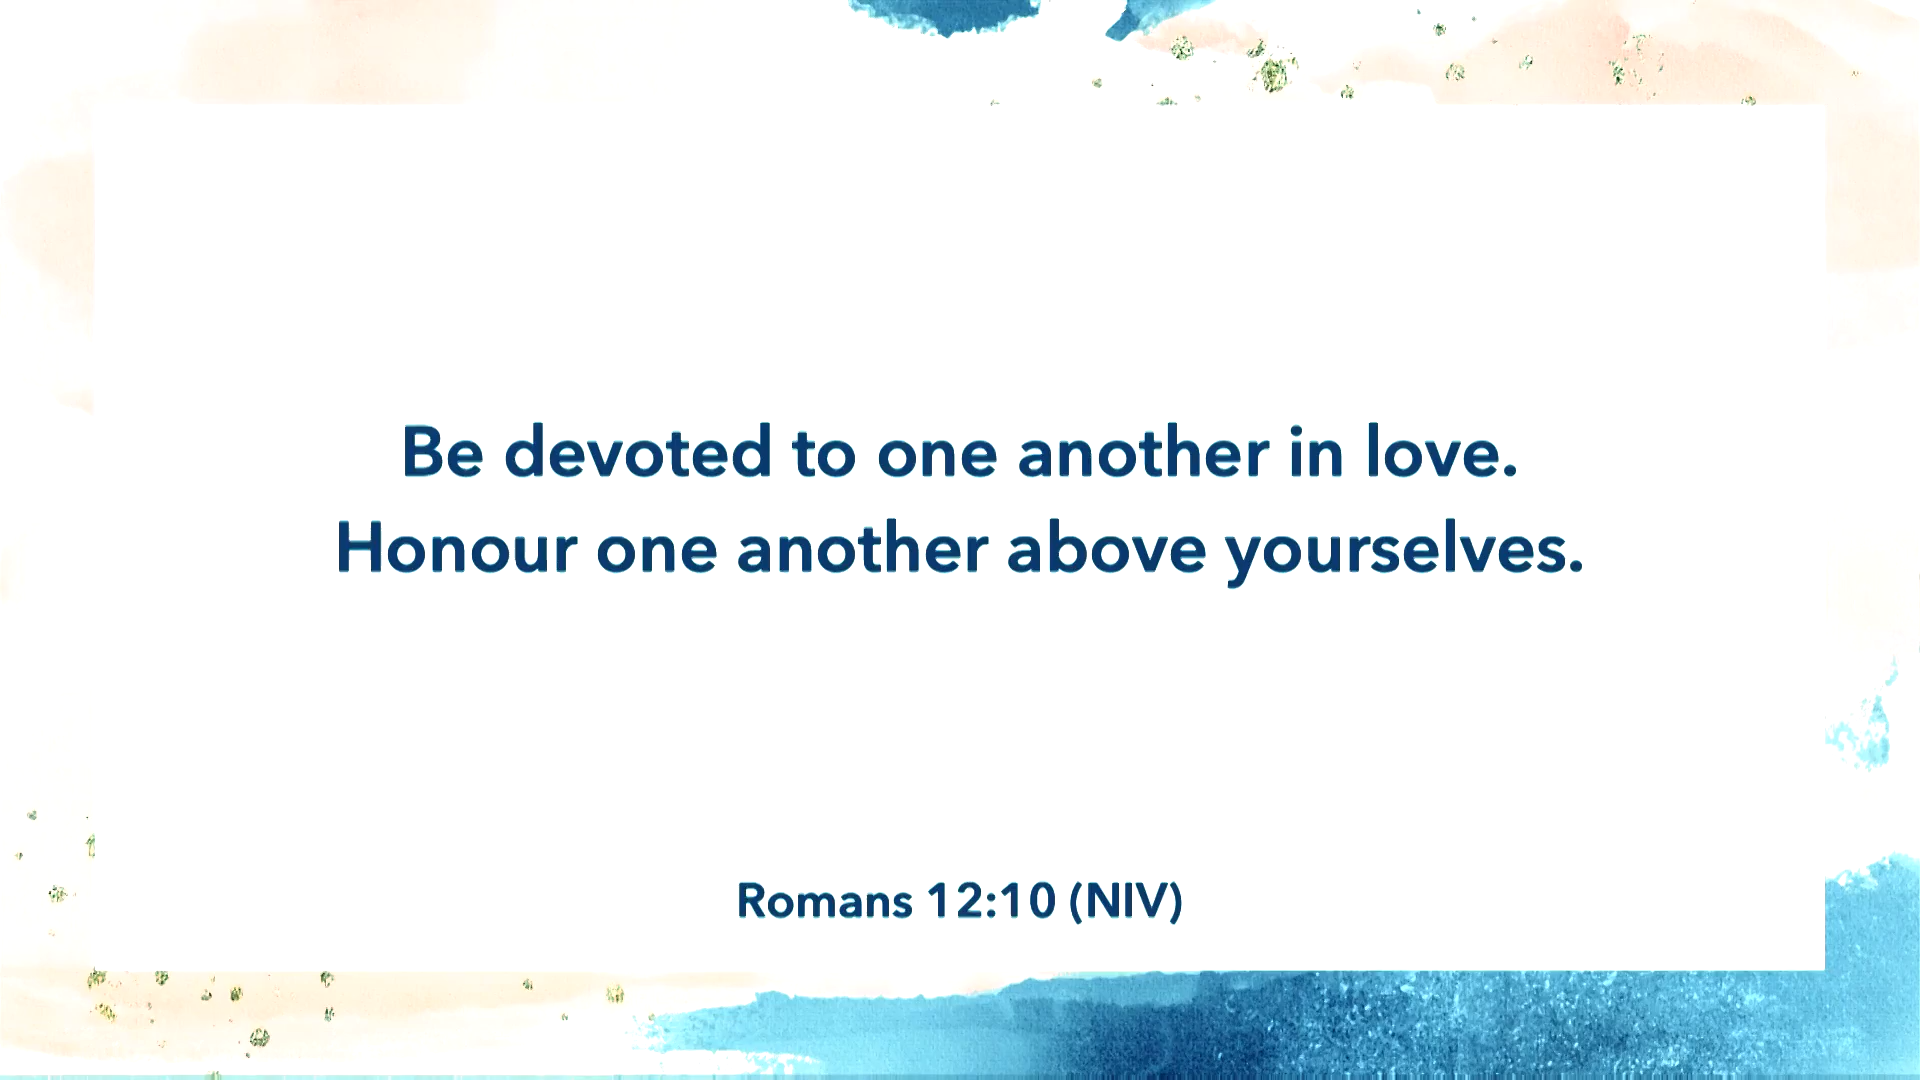 Be devoted to one another in love.
Honour one another above yourselves.
Romans 12:10 (NIV)